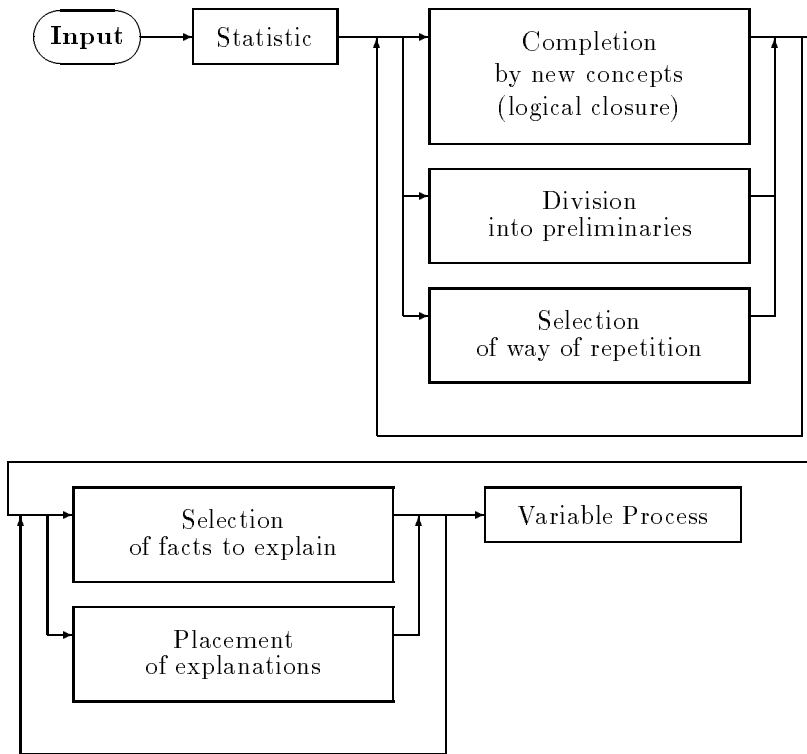 Input
Statistic
Completion
by new concepts
(logical closure)
Division
into preliminaries
Selection
of way of repetition
Selection
of facts to explain
Variable Process
Placement
of explanations